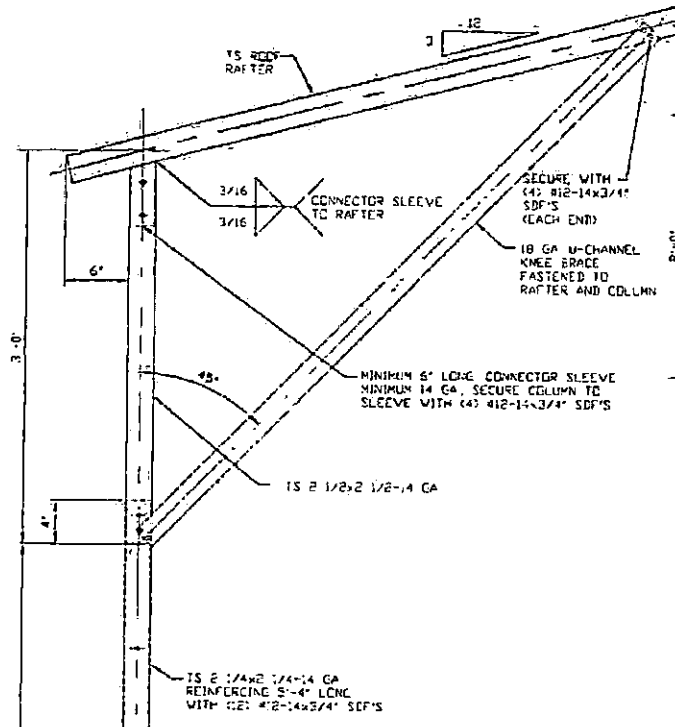 12
3
TS ROOF
RAFTER
3/16
3/16
CONNECTOR SLEEVE
TO RAFTER
SECURE WITH
(4) #12-14x3/4"
SDF'S
(EACH END)
18 GA U-CHANNEL
KNEE BRACE
FASTENED TO
RAFTER AND COLUMN
6"
3'-0"
45°
MINIMUM 6" LONG CONNECTOR SLEEVE
MINIMUM 14 GA, SECURE COLUMN TO
SLEEVE WITH (4) #12-14x3/4" SDF'S
TS 2 1/2x2 1/2-14 GA
4"
TS 2 1/4x2 1/4-14 GA
REINFORCING 5'-4" LONG
WITH (12) #12-14x3/4" SDF'S